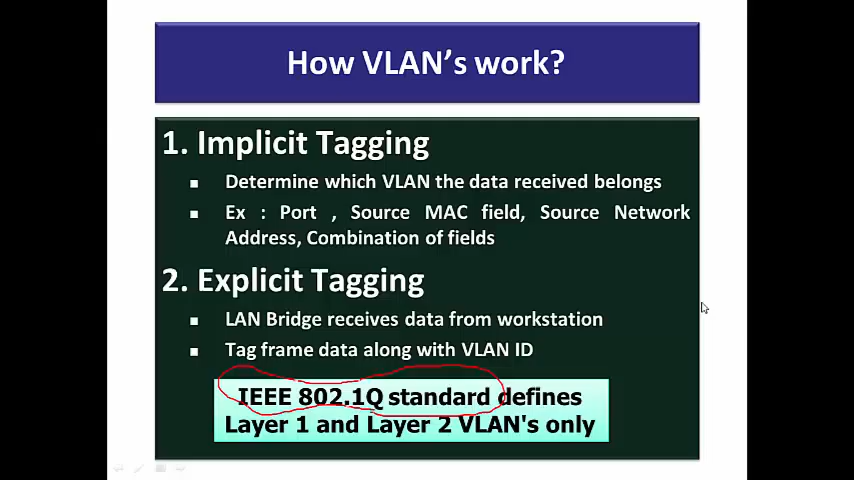 How VLAN's work?
1. Implicit Tagging
▪ Determine which VLAN the data received belongs
▪ Ex : Port , Source MAC field, Source Network
Address, Combination of fields
2. Explicit Tagging
▪ LAN Bridge receives data from workstation
▪ Tag frame data along with VLAN ID
IEEE 802.1Q standard defines
Layer 1 and Layer 2 VLAN's only